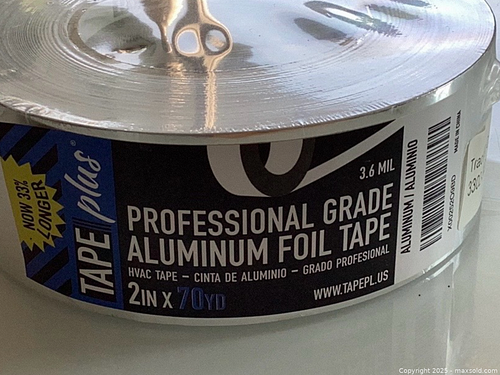 NOW 33%
LONGER
TAPE plus
3.6 MIL
PROFESSIONAL GRADE
ALUMINUM FOIL TAPE
HVAC TAPE – CINTA DE ALUMINIO – GRADO PROFESIONAL
2IN X 70YD
WWW.TAPEPL.US
ALUMINUM / ALUMINIO
MADE IN CHINA
Copyright 2025 - maxsold.com